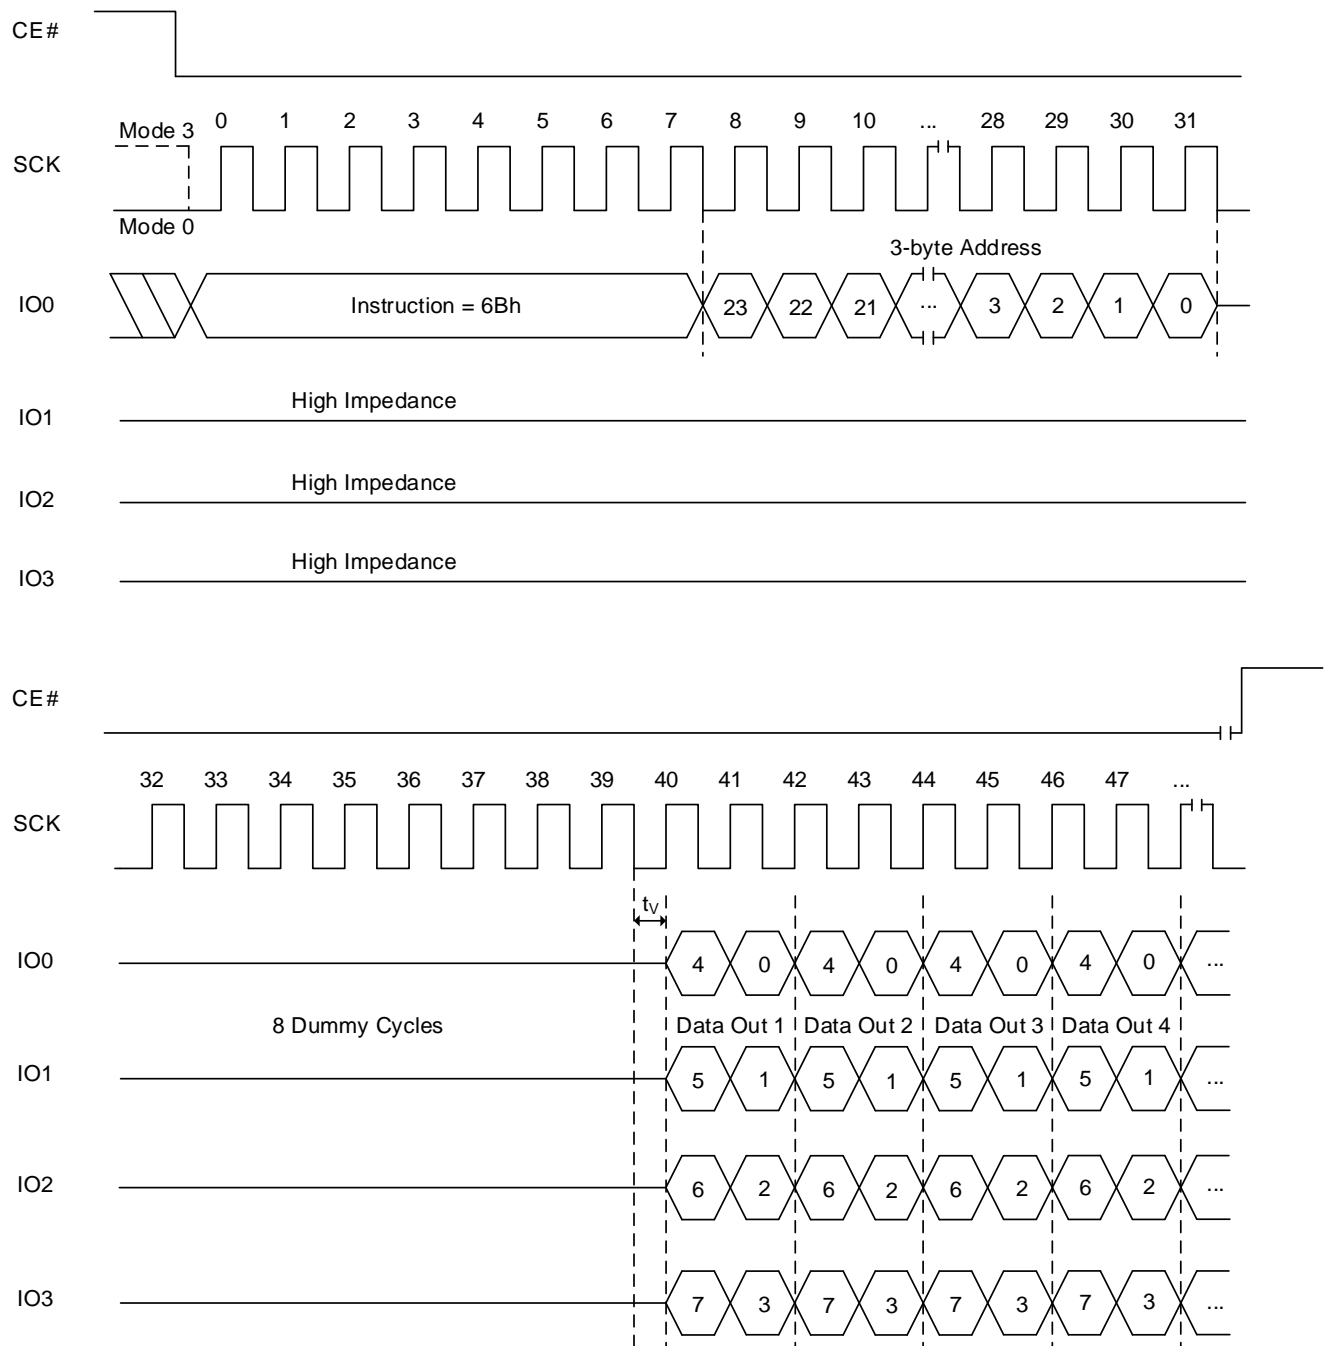 CE#
Mode 3 0 1 2 3 4 5 6 7 8 9 10 ... 28 29 30 31
SCK
Mode 0
3-byte Address
IO0 Instruction = 6Bh 23 22 21 ... 3 2 1 0
High Impedance
IO1
High Impedance
IO2
High Impedance
IO3
CE#
32 33 34 35 36 37 38 39 40 41 42 43 44 45 46 47 ...
SCK
tV
IO0 4 0 4 0 4 0 4 0 ...
8 Dummy Cycles Data Out 1 Data Out 2 Data Out 3 Data Out 4
IO1 5 1 5 1 5 1 5 1 ...
IO2 6 2 6 2 6 2 6 2 ...
IO3 7 3 7 3 7 3 7 3 ...